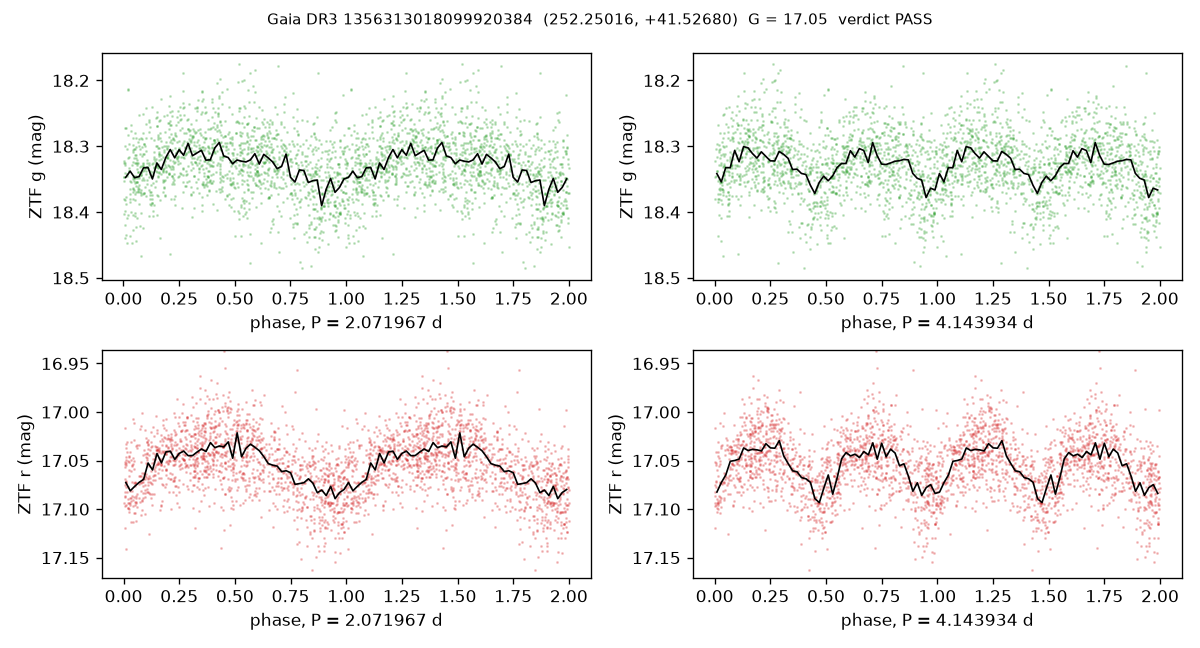 Gaia DR3 1356313018099920384 (252.25016, +41.52680) G = 17.05 verdict PASS
ZTF g (mag)
18.2
18.3
18.4
18.5
0.00 0.25 0.50 0.75 1.00 1.25 1.50 1.75 2.00
phase, P = 2.071967 d
ZTF g (mag)
18.2
18.3
18.4
18.5
0.00 0.25 0.50 0.75 1.00 1.25 1.50 1.75 2.00
phase, P = 4.143934 d
ZTF r (mag)
16.95
17.00
17.05
17.10
17.15
0.00 0.25 0.50 0.75 1.00 1.25 1.50 1.75 2.00
phase, P = 2.071967 d
ZTF r (mag)
16.95
17.00
17.05
17.10
17.15
0.00 0.25 0.50 0.75 1.00 1.25 1.50 1.75 2.00
phase, P = 4.143934 d